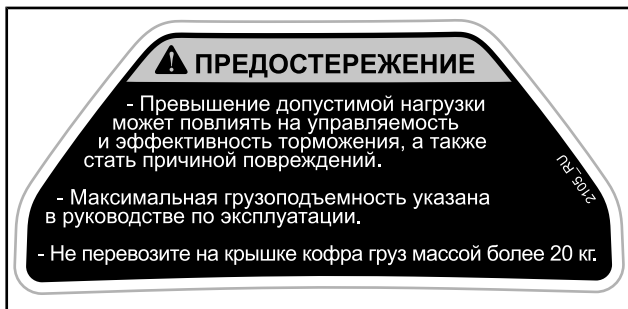 ПРЕДОСТЕРЕЖЕНИЕ
- Превышение допустимой нагрузки
может повлиять на управляемость
и эффективность торможения, а также
стать причиной повреждений.
- Максимальная грузоподъемность указана
в руководстве по эксплуатации.
- Не перевозите на крышке кофра груз массой более 20 кг.
2105_RU